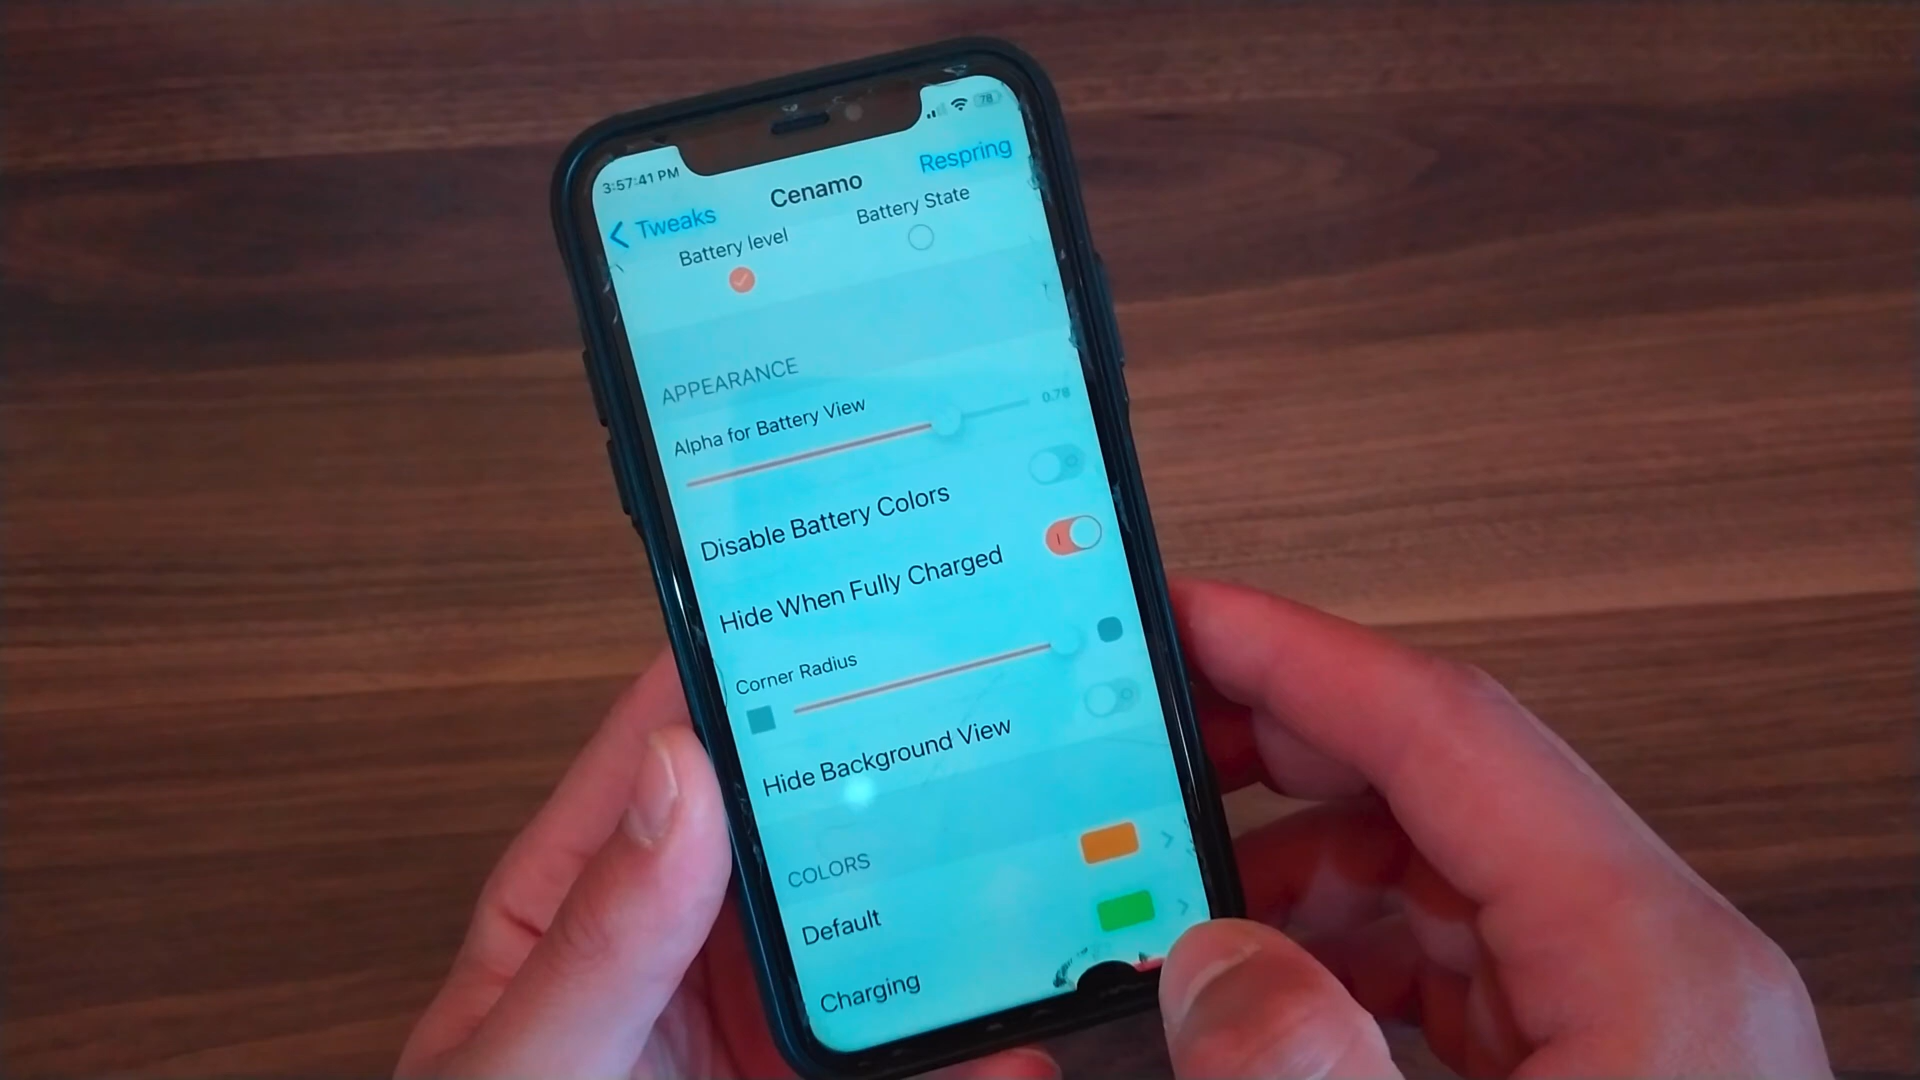 3:57:41 PM
78
Tweaks
Cenamo
Respring
Battery level
Battery State
APPEARANCE
Alpha for Battery View
0.78
Disable Battery Colors
Hide When Fully Charged
Corner Radius
Hide Background View
COLORS
Default
Charging